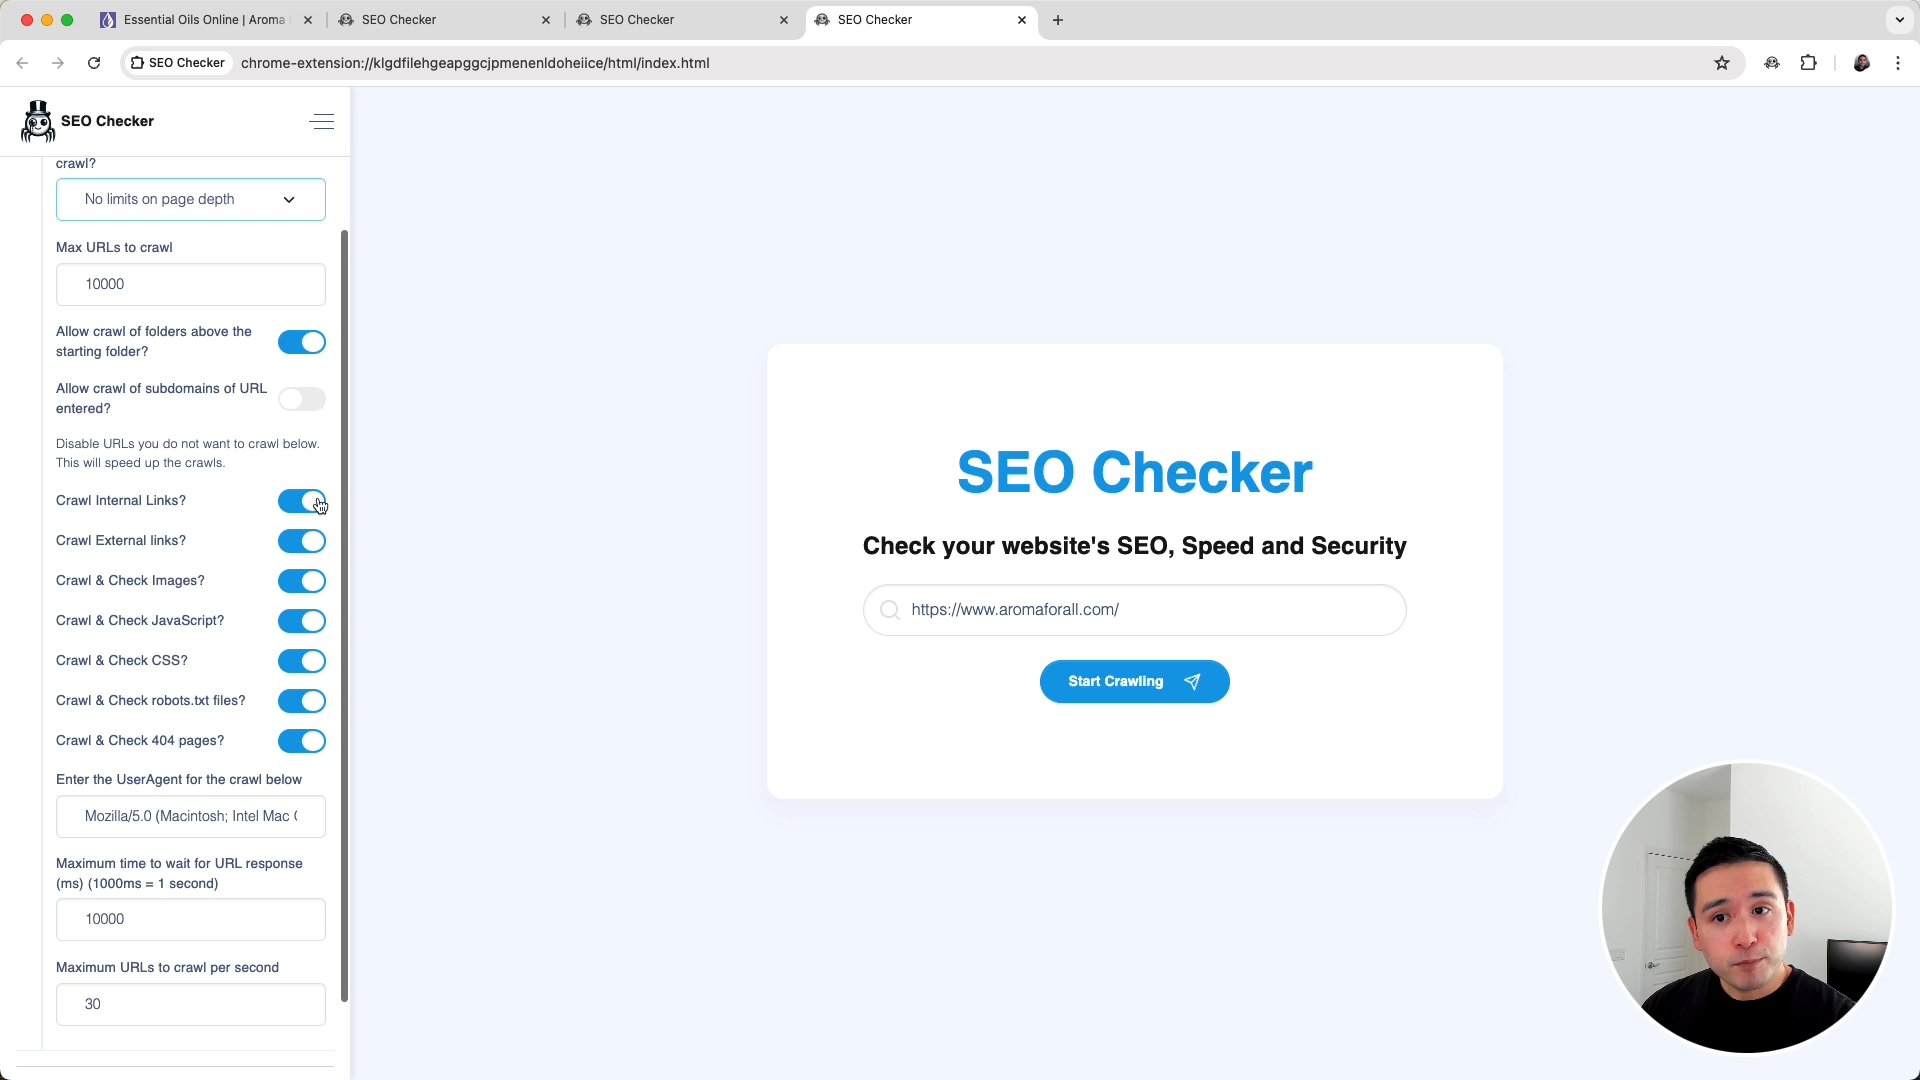 Essential Oils Online | Aroma
SEO Checker
SEO Checker
SEO Checker
SEO Checker
chrome-extension://klgdfilehgeapggcjpmenenldoheiice/html/index.html
SEO Checker
crawl?
No limits on page depth
Max URLs to crawl
10000
Allow crawl of folders above the
starting folder?
Allow crawl of subdomains of URL
entered?
Disable URLs you do not want to crawl below.
This will speed up the crawls.
Crawl Internal Links?
Crawl External links?
Crawl & Check Images?
Crawl & Check JavaScript?
Crawl & Check CSS?
Crawl & Check robots.txt files?
Crawl & Check 404 pages?
Enter the UserAgent for the crawl below
Mozilla/5.0 (Macintosh; Intel Mac
Maximum time to wait for URL response
(ms) (1000ms = 1 second)
10000
Maximum URLs to crawl per second
30
SEO Checker
Check your website's SEO, Speed and Security
https://www.aromaforall.com/
Start Crawling